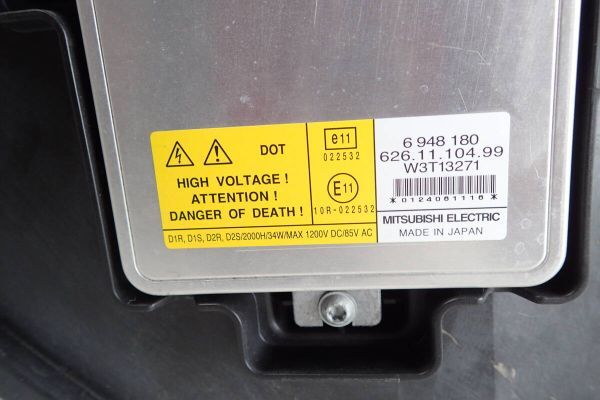 DOT
HIGH VOLTAGE !
ATTENTION !
DANGER OF DEATH !
e11
022532
E11
10R-022532
D1R, D1S, D2R, D2S/2000H/34W/MAX 1200V DC/85V AC
6 948 180
626.11.104.99
W3T13271
*0124061116*
MITSUBISHI ELECTRIC
MADE IN JAPAN